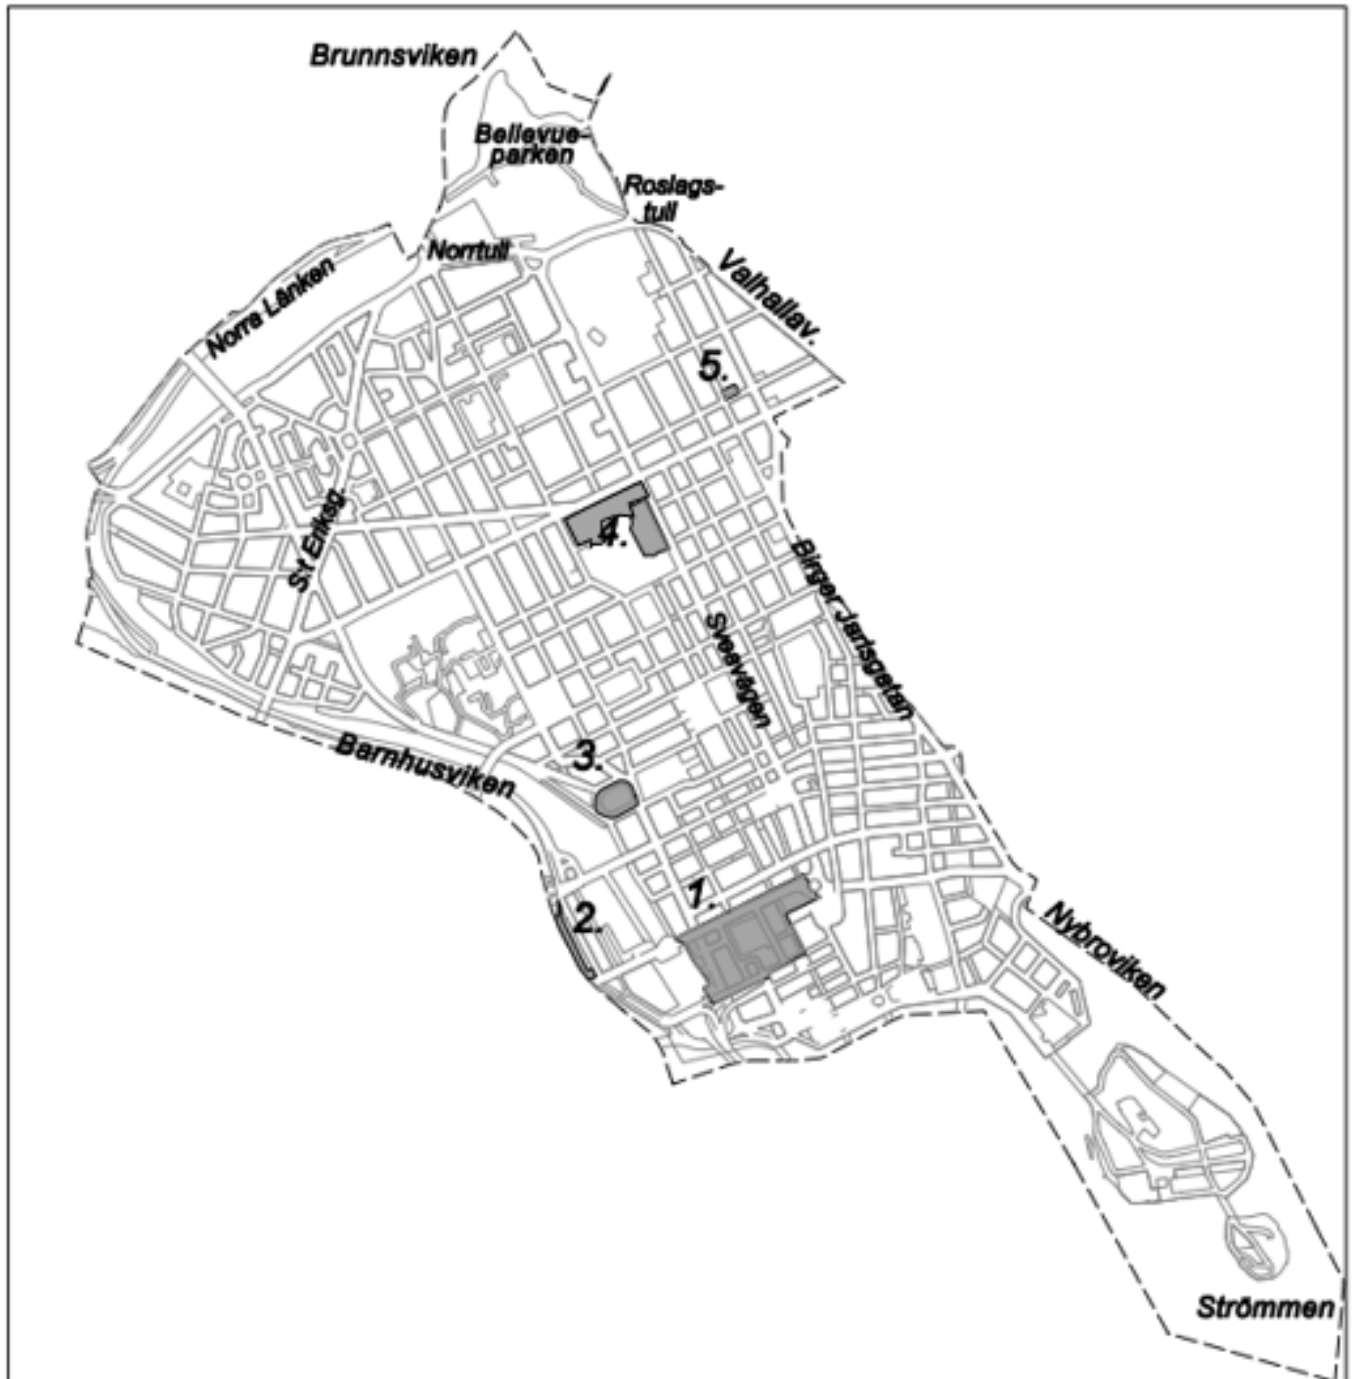 Brunnsviken
Bellevue-
parken
Roslags-
tull
Norrtull
Valhallav.
Norra Länken
5.
S:t Eriksg.
4.
Birger Jarlsgatan
Sveavägen
3.
Barnhusviken
1.
2.
Nybroviken
Strömmen